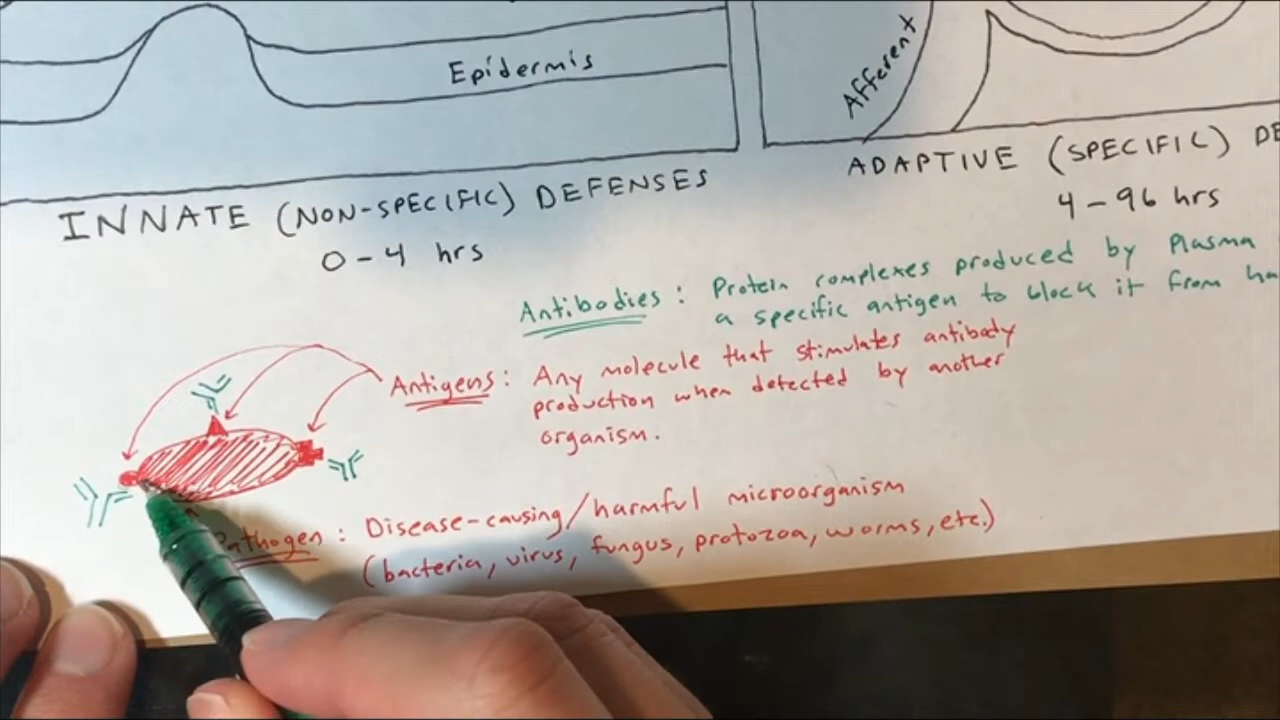 Epidermis
Afferent
INNATE (NON-SPECIFIC) DEFENSES
0-4 hrs
ADAPTIVE (SPECIFIC)
4-96 hrs
Antibodies: Protein complexes produced by Plasma
a specific antigen to block it from
Antigens: Any molecule that stimulates antibody
production when detected by another
organism.
Pathogen: Disease-causing/harmful microorganism
(bacteria, virus, fungus, protozoa, worms, etc.)